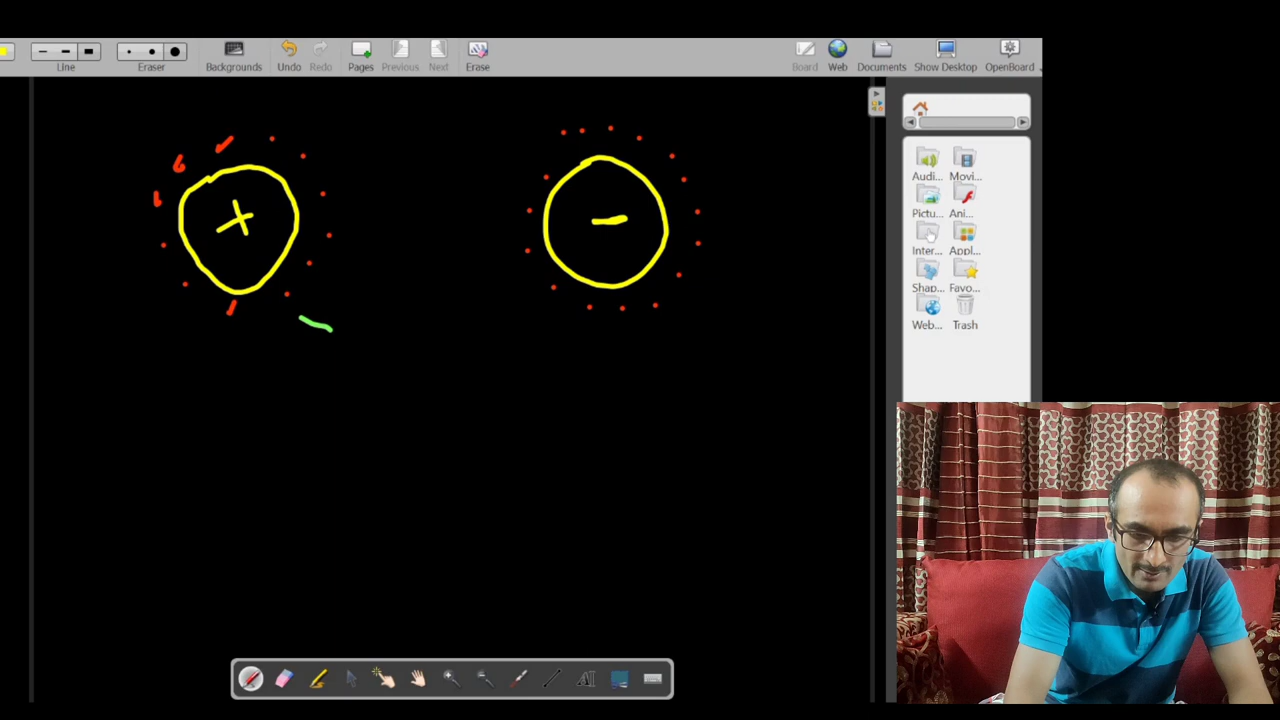 Line Eraser Backgrounds Undo Redo Pages Previous Next Erase Board Web Documents Show Desktop OpenBoard
Audi... Movi...
Pictu... Ani...
Inter... Appl...
Shap... Favo...
Web... Trash
+ −
AI